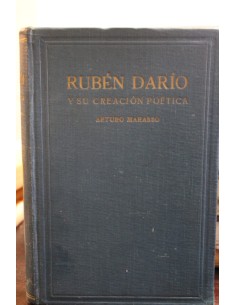 RUBÉN DARÍO
Y SU CREACIÓN POÉTICA
ARTURO MARASSO